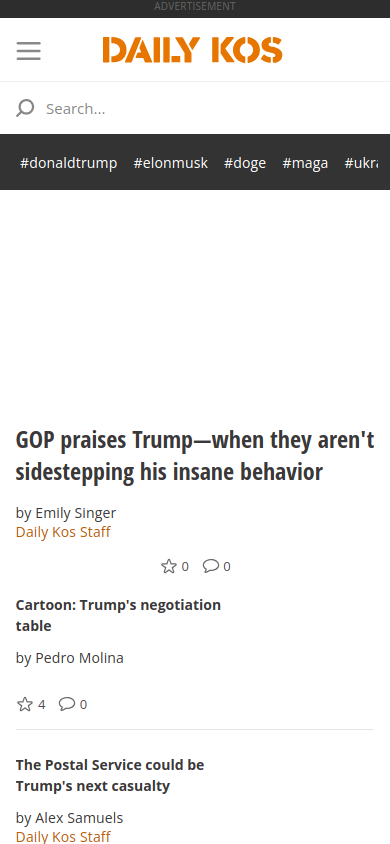 ADVERTISEMENT
DAILY KOS
Search...
#donaldtrump #elonmusk #doge #maga #ukra
GOP praises Trump—when they aren't
sidestepping his insane behavior
by Emily Singer
Daily Kos Staff
0 0
Cartoon: Trump's negotiation
table
by Pedro Molina
4 0
The Postal Service could be
Trump's next casualty
by Alex Samuels
Daily Kos Staff